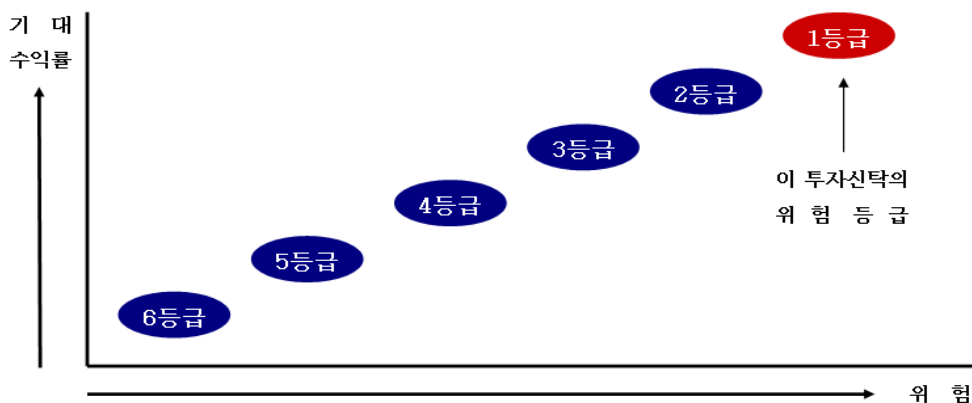 기 대
수익률
1등급
2등급
3등급
4등급
5등급
6등급
이 투자신탁의
위 험 등 급
위 험